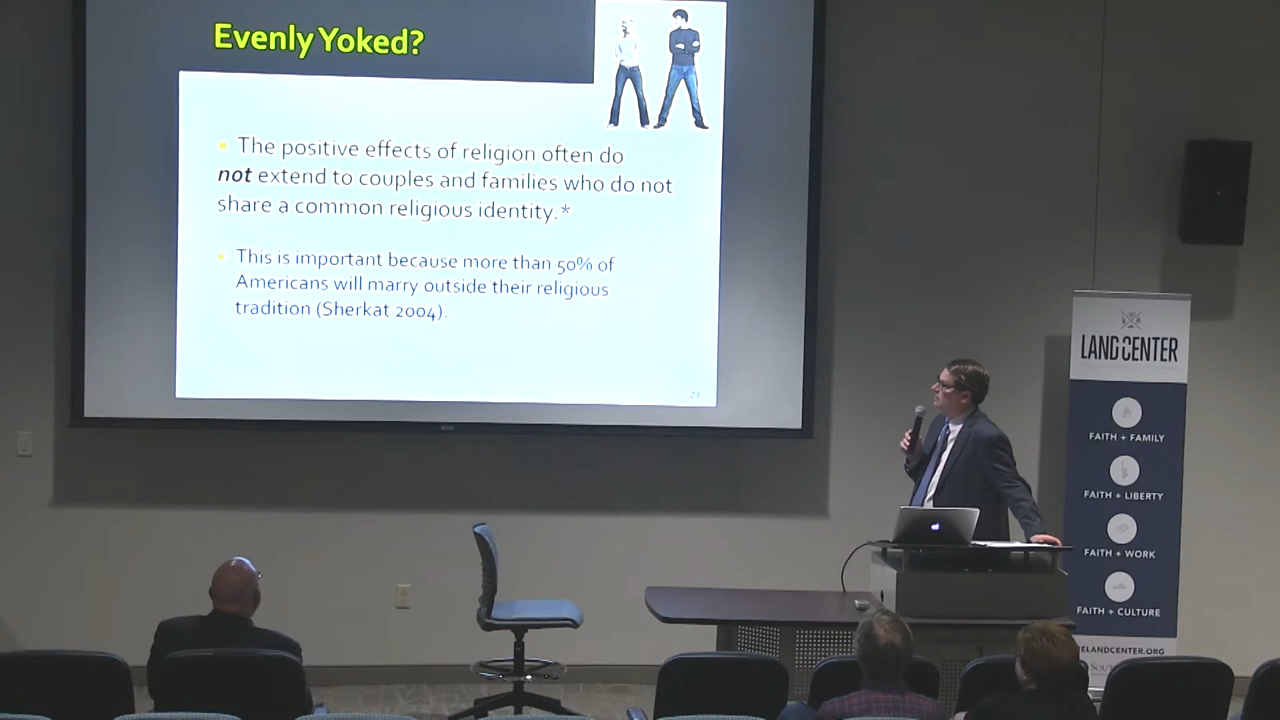 Evenly Yoked?
The positive effects of religion often do
not extend to couples and families who do not
share a common religious identity.*
This is important because more than 50% of
Americans will marry outside their religious
tradition (Sherkat 2004).
LAND CENTER
FAITH + FAMILY
FAITH + LIBERTY
FAITH + WORK
FAITH + CULTURE
ELANDCENTER.ORG